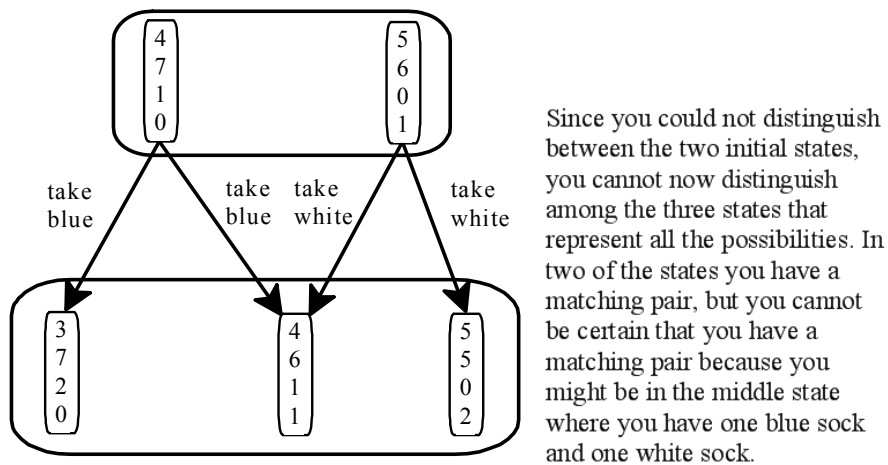 4
7
1
0
5
6
0
1
take
blue
take
blue
take
white
take
white
3
7
2
0
4
6
1
1
5
5
0
2
Since you could not distinguish
between the two initial states,
you cannot now distinguish
among the three states that
represent all the possibilities. In
two of the states you have a
matching pair, but you cannot
be certain that you have a
matching pair because you
might be in the middle state
where you have one blue sock
and one white sock.